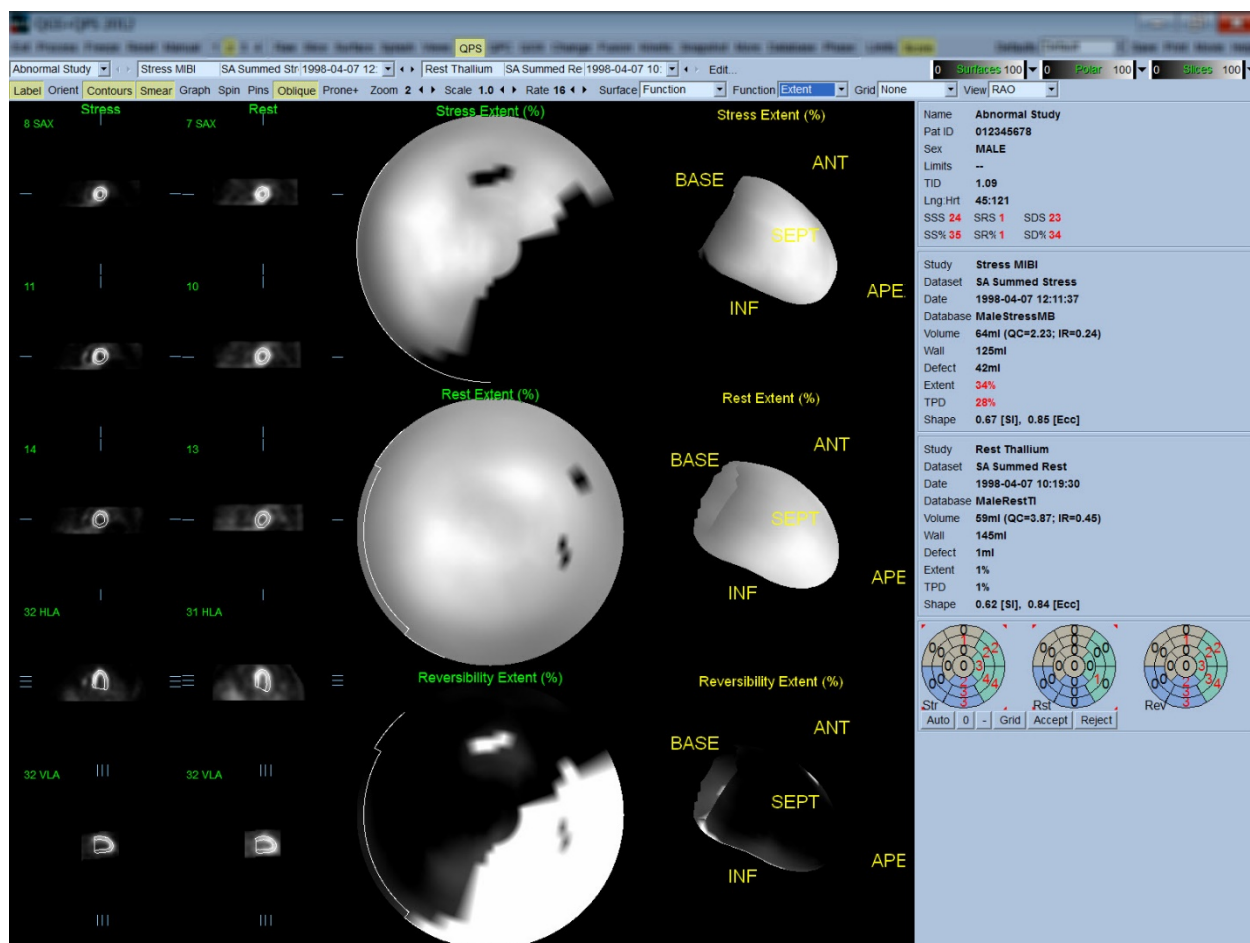 QGS+QPS 2012
QPS
Abnormal Study Stress MIBI SA Summed Str 1998-04-07 12: Rest Thallium SA Summed Re 1998-04-07 10: Edit... 0 Surfaces 100 0 Polar 100 0 Slices 100
Label Orient Contours Smear Graph Spin Pins Oblique Prone+ Zoom 2 Scale 1.0 Rate 16 Surface Function Function Extent Grid None View RAO
Stress Rest Stress Extent (%) Stress Extent (%)
8 SAX 7 SAX
ANT
BASE
SEPT
11 10
APE.
INF
Rest Extent (%) Rest Extent (%)
14 13
ANT
BASE
SEPT
APE
INF
32 HLA 31 HLA
Reversibility Extent (%) Reversibility Extent (%)
ANT
BASE
32 VLA 32 VLA
SEPT
APE
INF
Name Abnormal Study
Pat ID 012345678
Sex MALE
Limits --
TID 1.09
Lng:Hrt 45:121
SSS 24 SRS 1 SDS 23
SS% 35 SR% 1 SD% 34
Study Stress MIBI
Dataset SA Summed Stress
Date 1998-04-07 12:11:37
Database MaleStressMB
Volume 64ml (QC=2.23; IR=0.24)
Wall 125ml
Defect 42ml
Extent 34%
TPD 28%
Shape 0.67 [SI], 0.85 [Ecc]
Study Rest Thallium
Dataset SA Summed Rest
Date 1998-04-07 10:19:30
Database MaleRestTl
Volume 59ml (QC=3.87; IR=0.45)
Wall 145ml
Defect 1ml
Extent 1%
TPD 1%
Shape 0.62 [SI], 0.84 [Ecc]
Str Rst Rev
Auto 0 - Grid Accept Reject